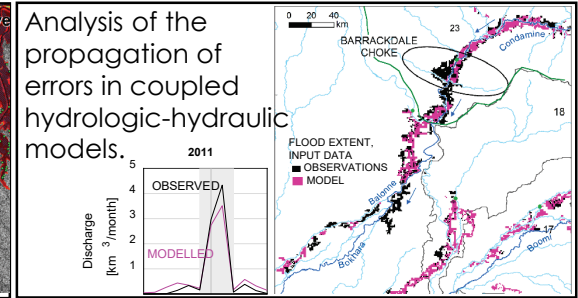 Analysis of the
propagation of
errors in coupled
hydrologic-hydraulic
models.
2011
5
4
3
2
1
OBSERVED
MODELLED
Discharge
[km³/month]
0 20 40
km
23
BARRACKDALE
CHOKE
Condamine
18
FLOOD EXTENT,
INPUT DATA
OBSERVATIONS
MODEL
Balonne
Bokhara
17
Boomi